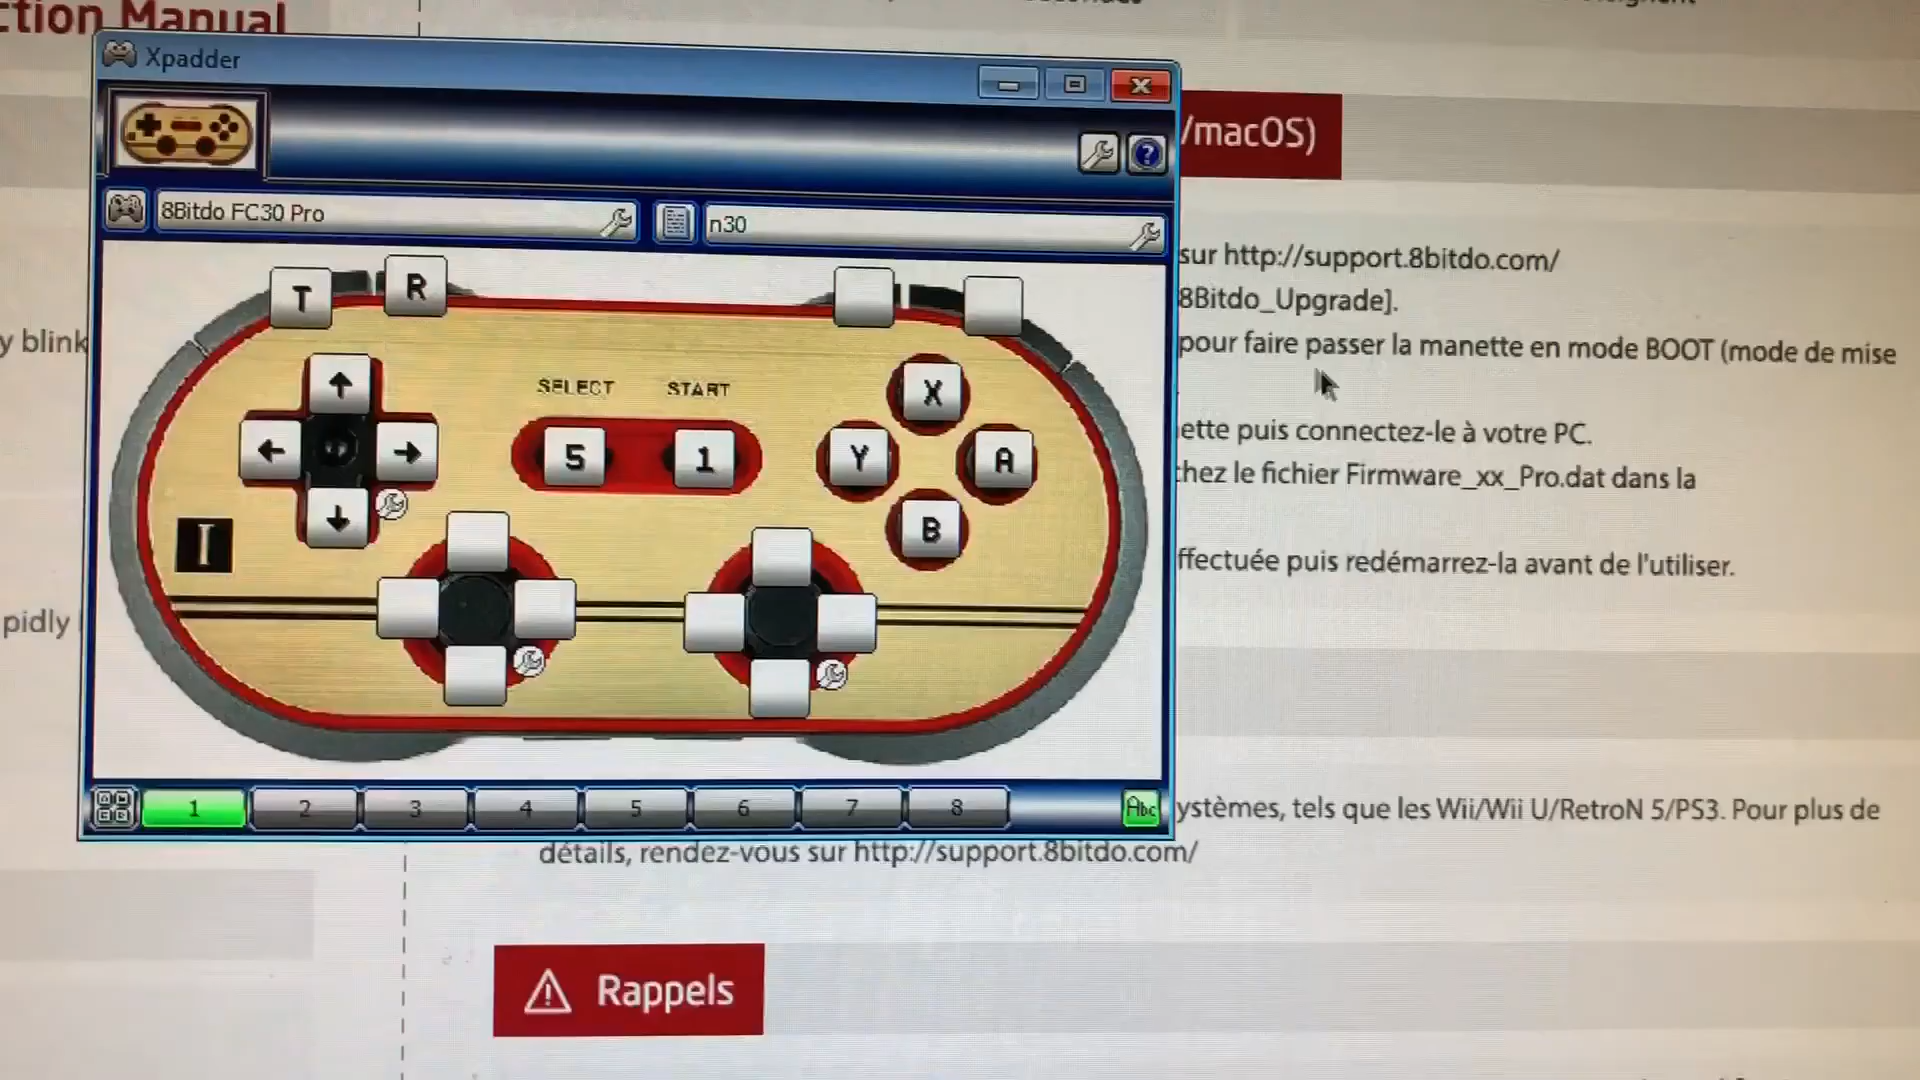 ction Manual
Xpadder
/macOS)
8Bitdo FC30 Pro
n30
sur http://support.8bitdo.com/
8Bitdo_Upgrade].
y blink
pour faire passer la manette en mode BOOT (mode de mise
ette puis connectez-le à votre PC.
chez le fichier Firmware_xx_Pro.dat dans la
ffectuée puis redémarrez-la avant de l'utiliser.
pidly
T R
SELECT START
X
5 1 Y A
B
I
1 2 3 4 5 6 7 8 Abc
ystèmes, tels que les Wii/Wii U/RetroN 5/PS3. Pour plus de
détails, rendez-vous sur http://support.8bitdo.com/
Rappels